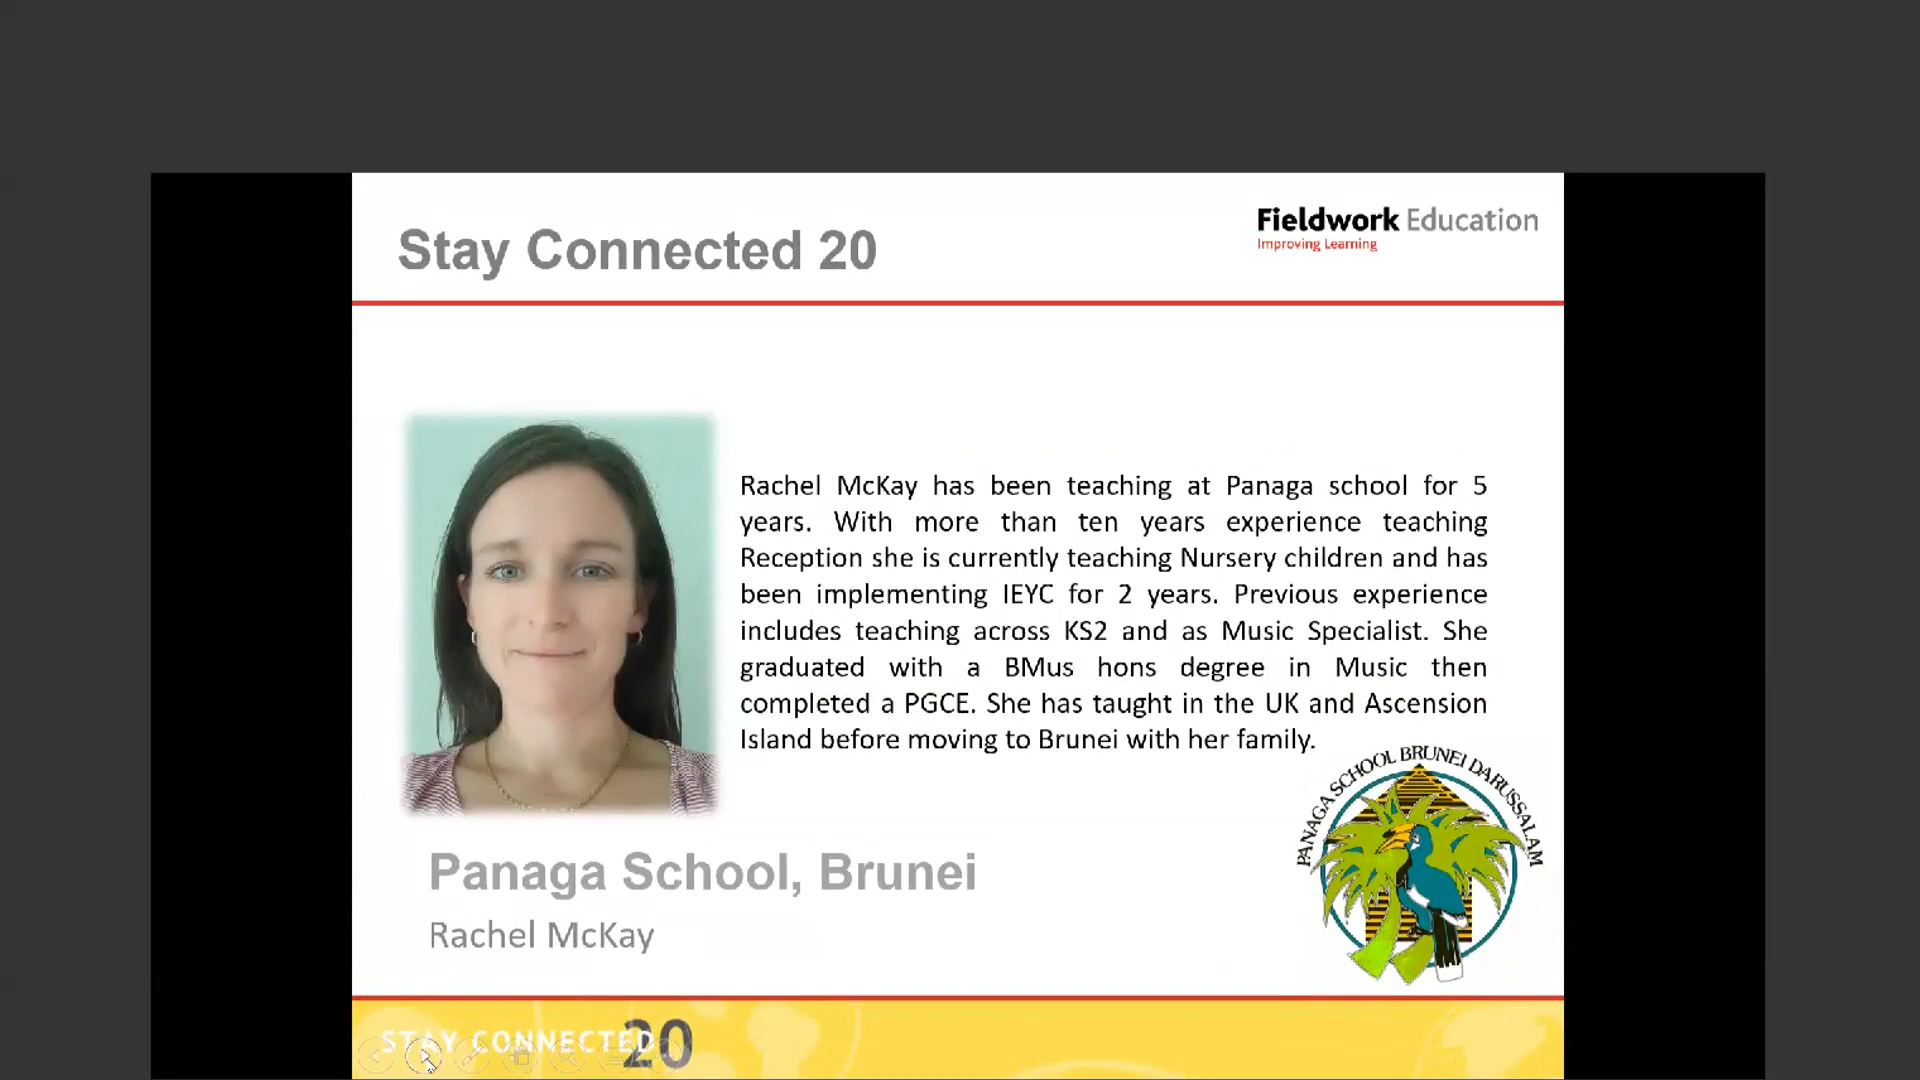 Stay Connected 20
Fieldwork Education
Improving Learning
Rachel McKay has been teaching at Panaga school for 5
years. With more than ten years experience teaching
Reception she is currently teaching Nursery children and has
been implementing IEYC for 2 years. Previous experience
includes teaching across KS2 and as Music Specialist. She
graduated with a BMus hons degree in Music then
completed a PGCE. She has taught in the UK and Ascension
Island before moving to Brunei with her family.
PANAGA SCHOOL BRUNEI DARUSSALAM
Panaga School, Brunei
Rachel McKay
STAY CONNECTED 20